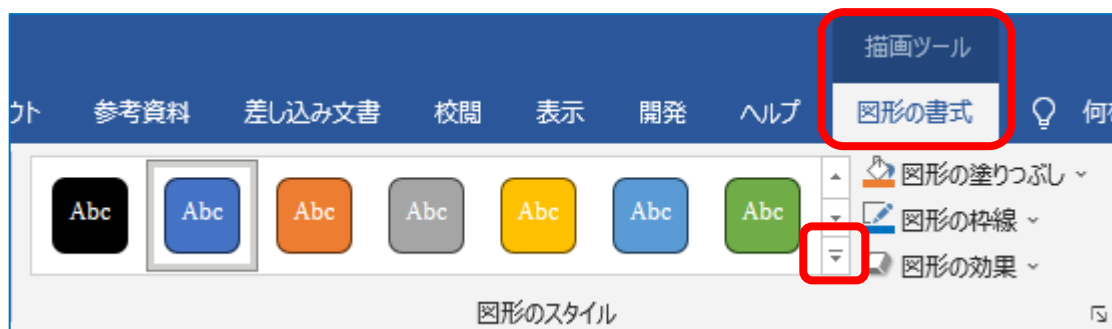 描画ツール
ウト 参考資料 差し込み文書 校閲 表示 開発 ヘルプ 図形の書式 何を
Abc Abc Abc Abc Abc Abc Abc 図形の塗りつぶし
図形の枠線
図形の効果
図形のスタイル